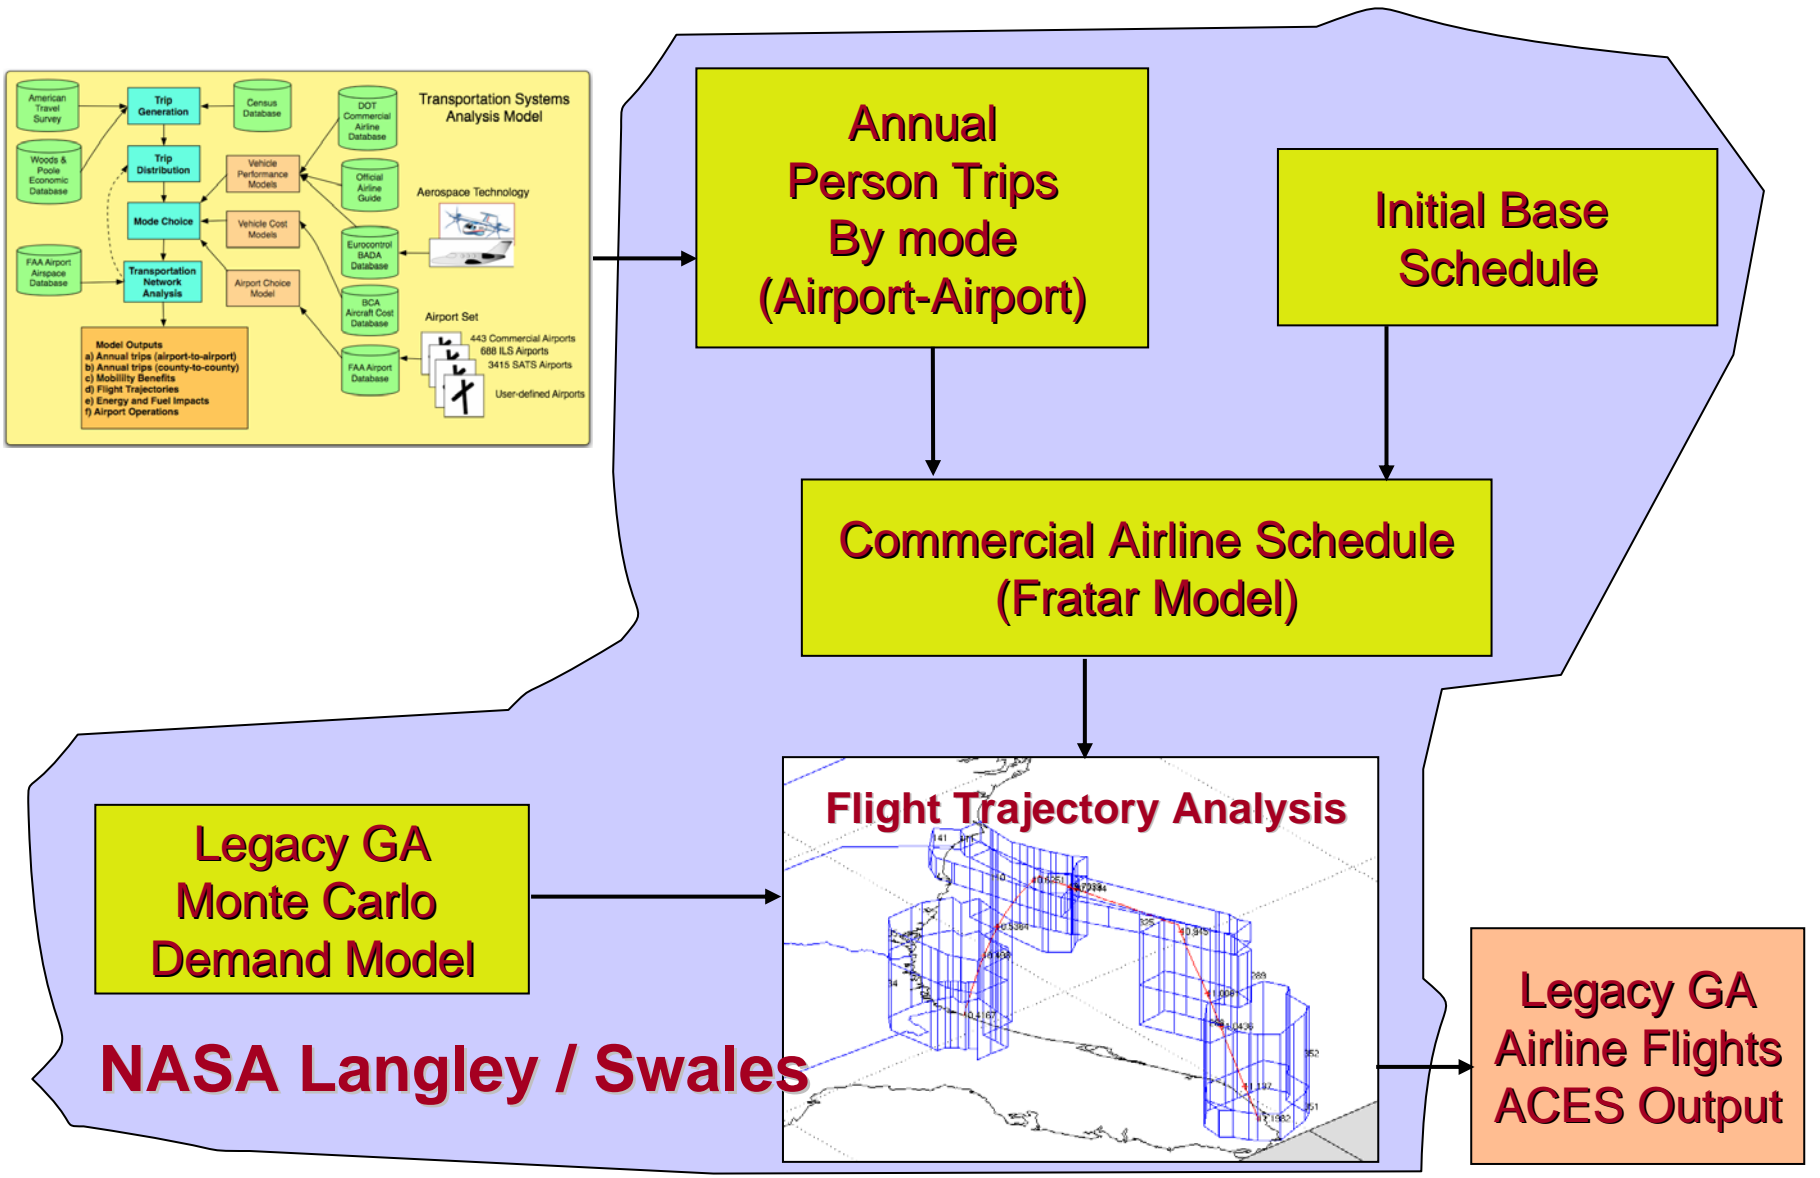 Transportation Systems
Analysis Model
American
Travel
Survey
Trip
Generation
Census
Database
DOT
Commercial
Airline
Database
Woods &
Poole
Economic
Database
Trip
Distribution
Vehicle
Performance
Models
Official
Airline
Guide
Aerospace Technology
Mode Choice
Vehicle Cost
Models
Eurocontrol
BADA
Database
FAA Airport
Airspace
Database
Transportation
Network
Analysis
Airport Choice
Model
BCA
Aircraft Cost
Database
Airport Set
443 Commercial Airports
688 ILS Airports
3415 SATS Airports
User-defined Airports
FAA Airport
Database
Model Outputs
a) Annual trips (airport-to-airport)
b) Annual trips (county-to-county)
c) Mobililty Benefits
d) Flight Trajectories
e) Energy and Fuel Impacts
f) Airport Operations
Annual
Person Trips
By mode
(Airport-Airport)
Initial Base
Schedule
Commercial Airline Schedule
(Fratar Model)
Flight Trajectory Analysis
141
325
289
34
352
Legacy GA
Monte Carlo
Demand Model
NASA Langley / Swales
Legacy GA
Airline Flights
ACES Output